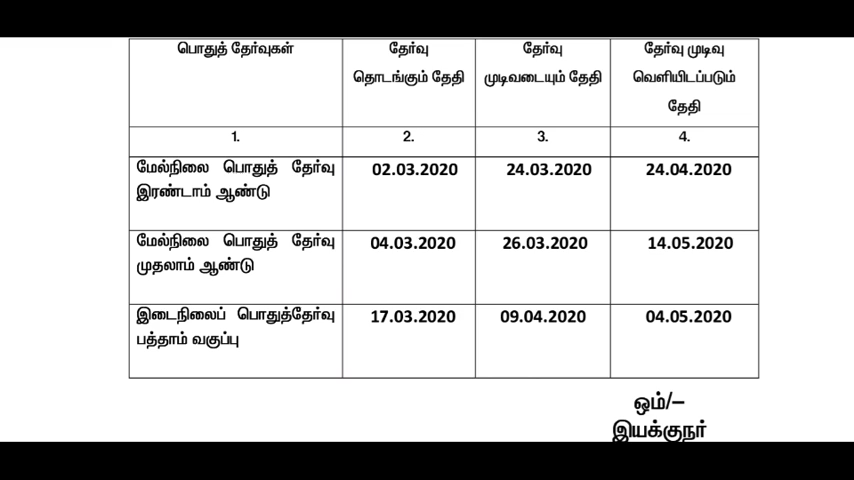 பொதுத் தேர்வுகள்
தேர்வு தொடங்கும் தேதி
தேர்வு முடிவடையும் தேதி
தேர்வு முடிவு வெளியிடப்படும் தேதி
1. 2. 3. 4.
மேல்நிலை பொதுத் தேர்வு இரண்டாம் ஆண்டு
02.03.2020 24.03.2020 24.04.2020
மேல்நிலை பொதுத் தேர்வு முதலாம் ஆண்டு
04.03.2020 26.03.2020 14.05.2020
இடைநிலைப் பொதுத்தேர்வு பத்தாம் வகுப்பு
17.03.2020 09.04.2020 04.05.2020
ஒம்/–
இயக்குநர்